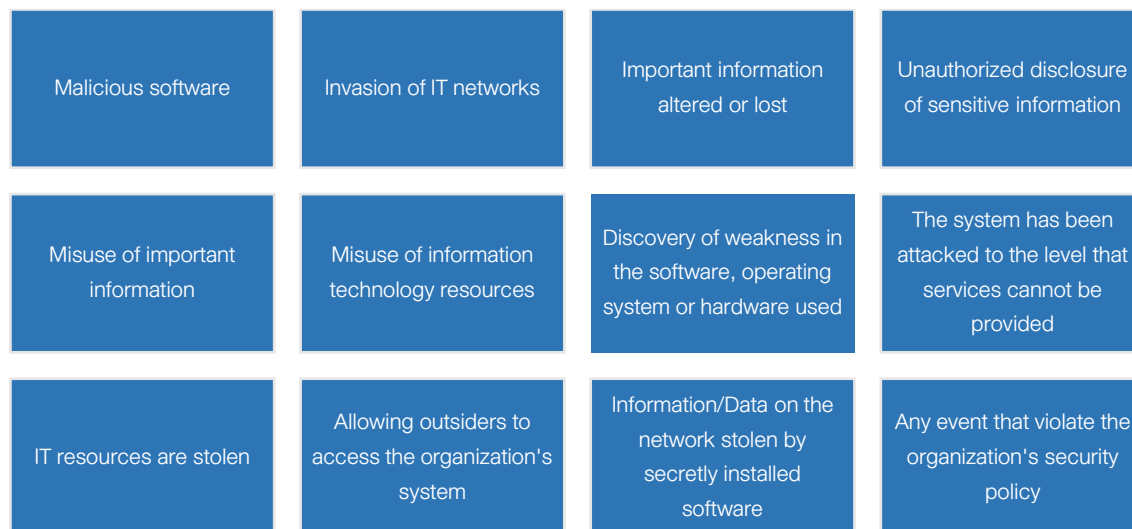 Malicious software
Invasion of IT networks
Important information
altered or lost
Unauthorized disclosure
of sensitive information
Misuse of important
information
Misuse of information
technology resources
Discovery of weakness in
the software, operating
system or hardware used
The system has been
attacked to the level that
services cannot be
provided
IT resources are stolen
Allowing outsiders to
access the organization's
system
Information/Data on the
network stolen by
secretly installed
software
Any event that violate the
organization's security
policy